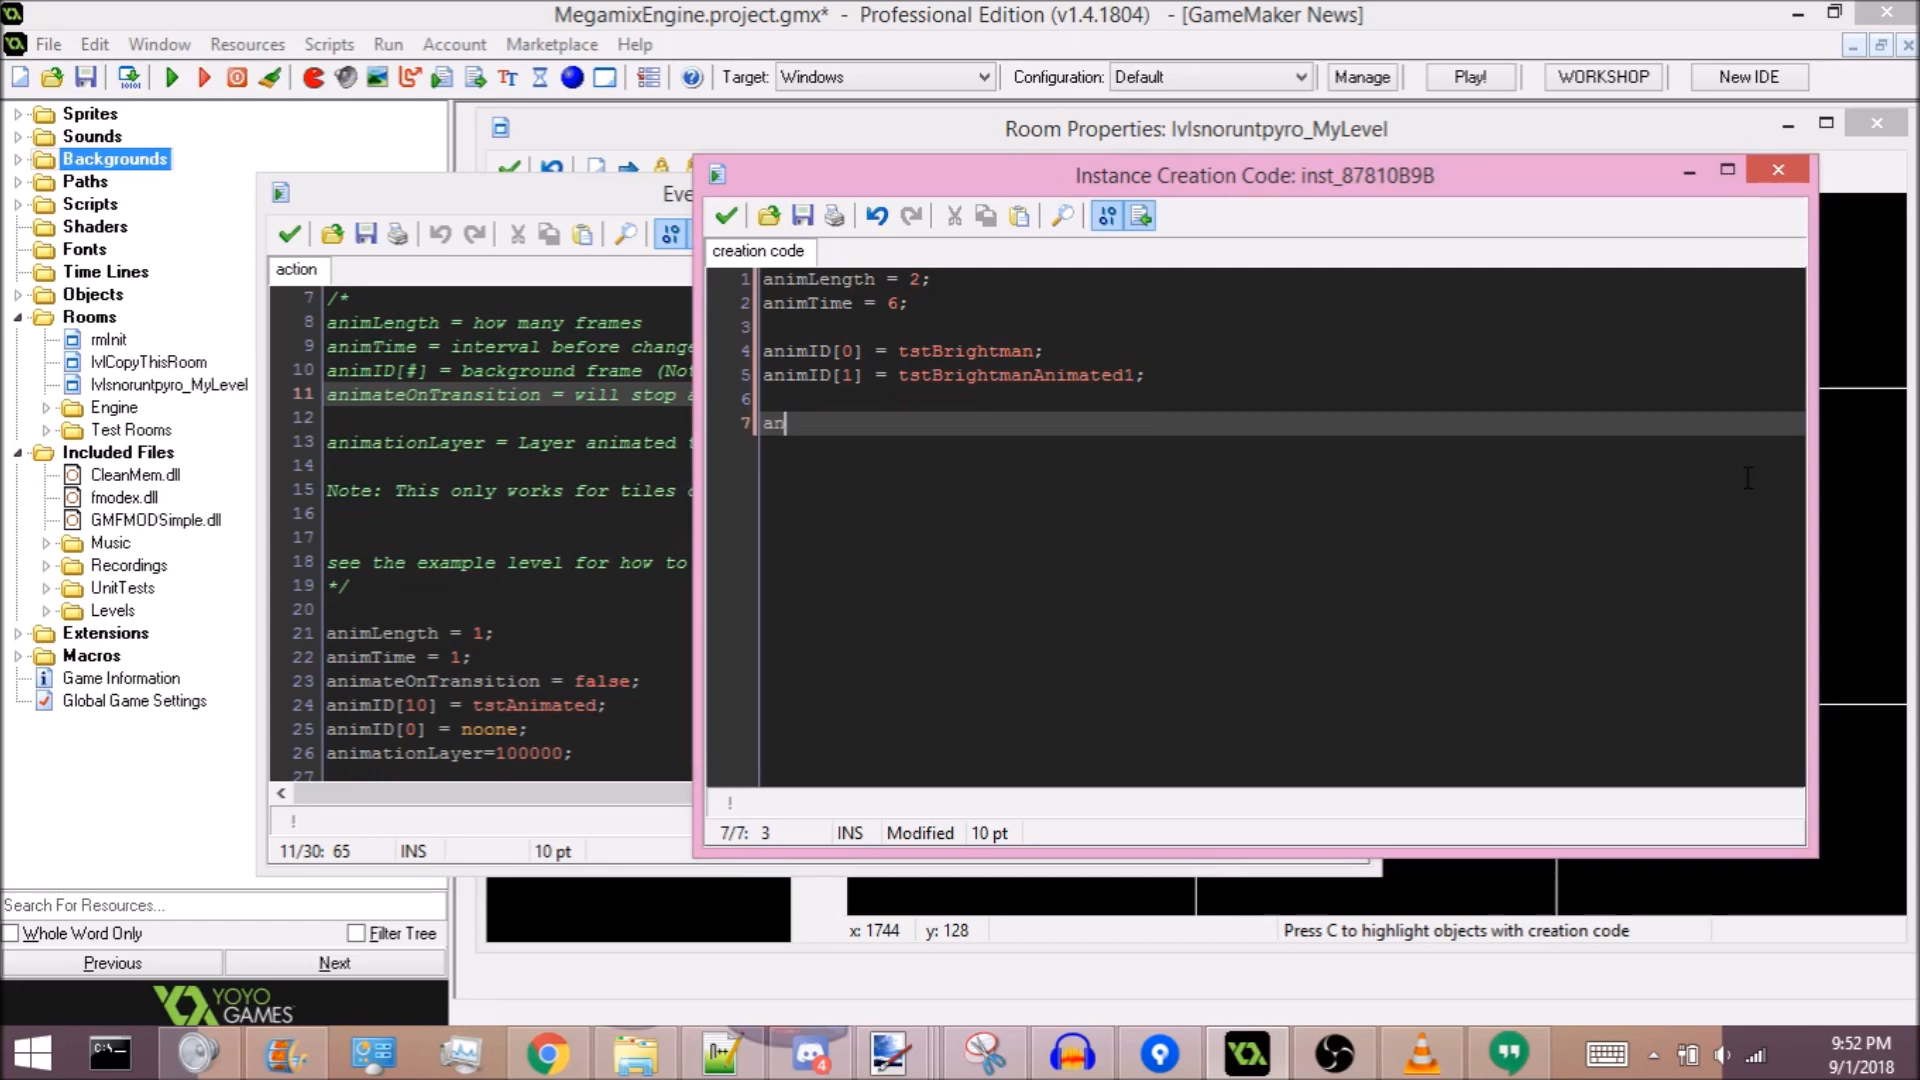 MegamixEngine.project.gmx* - Professional Edition (v1.4.1804) - [GameMaker News]
File Edit Window Resources Scripts Run Account Marketplace Help
Target: Windows Configuration: Default Manage Play! WORKSHOP New IDE
Sprites
Sounds
Backgrounds
Paths
Scripts
Shaders
Fonts
Time Lines
Objects
Rooms
rmInit
lvlCopyThisRoom
lvlsnoruntpyro_MyLevel
Engine
Test Rooms
Included Files
CleanMem.dll
fmodex.dll
GMFMODSimple.dll
Music
Recordings
UnitTests
Levels
Extensions
Macros
Game Information
Global Game Settings
Search For Resources...
Whole Word Only Filter Tree
Previous Next
YOYO
GAMES
Room Properties: lvlsnoruntpyro_MyLevel
action
7 /*
8 animLength = how many frames
9 animTime = interval before change
10 animID[#] = background frame
11 animateOnTransition = will stop
12
13 animationLayer = Layer animated
14
15 Note: This only works for tiles
16
17
18 see the example level for how to
19 */
20
21 animLength = 1;
22 animTime = 1;
23 animateOnTransition = false;
24 animID[10] = tstAnimated;
25 animID[0] = noone;
26 animationLayer=100000;
27
11/30: 65 INS 10 pt
Instance Creation Code: inst_87810B9B
creation code
1 animLength = 2;
2 animTime = 6;
3
4 animID[0] = tstBrightman;
5 animID[1] = tstBrightmanAnimated1;
6
7 an
7/7: 3 INS Modified 10 pt
x: 1744 y: 128 Press C to highlight objects with creation code
9:52 PM
9/1/2018